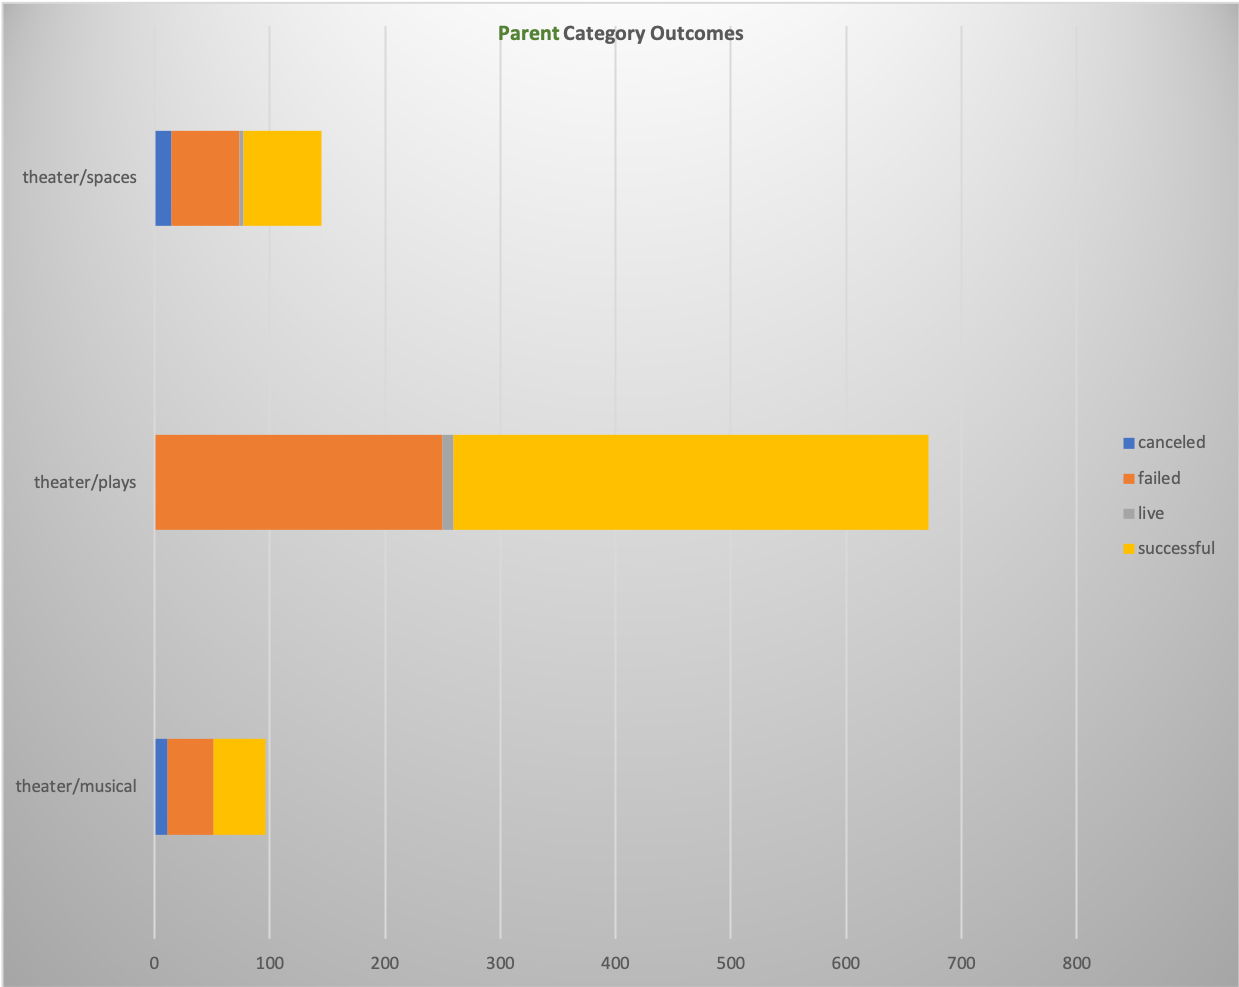 Parent Category Outcomes
theater/spaces
theater/plays
theater/musical
canceled
failed
live
successful
0 100 200 300 400 500 600 700 800